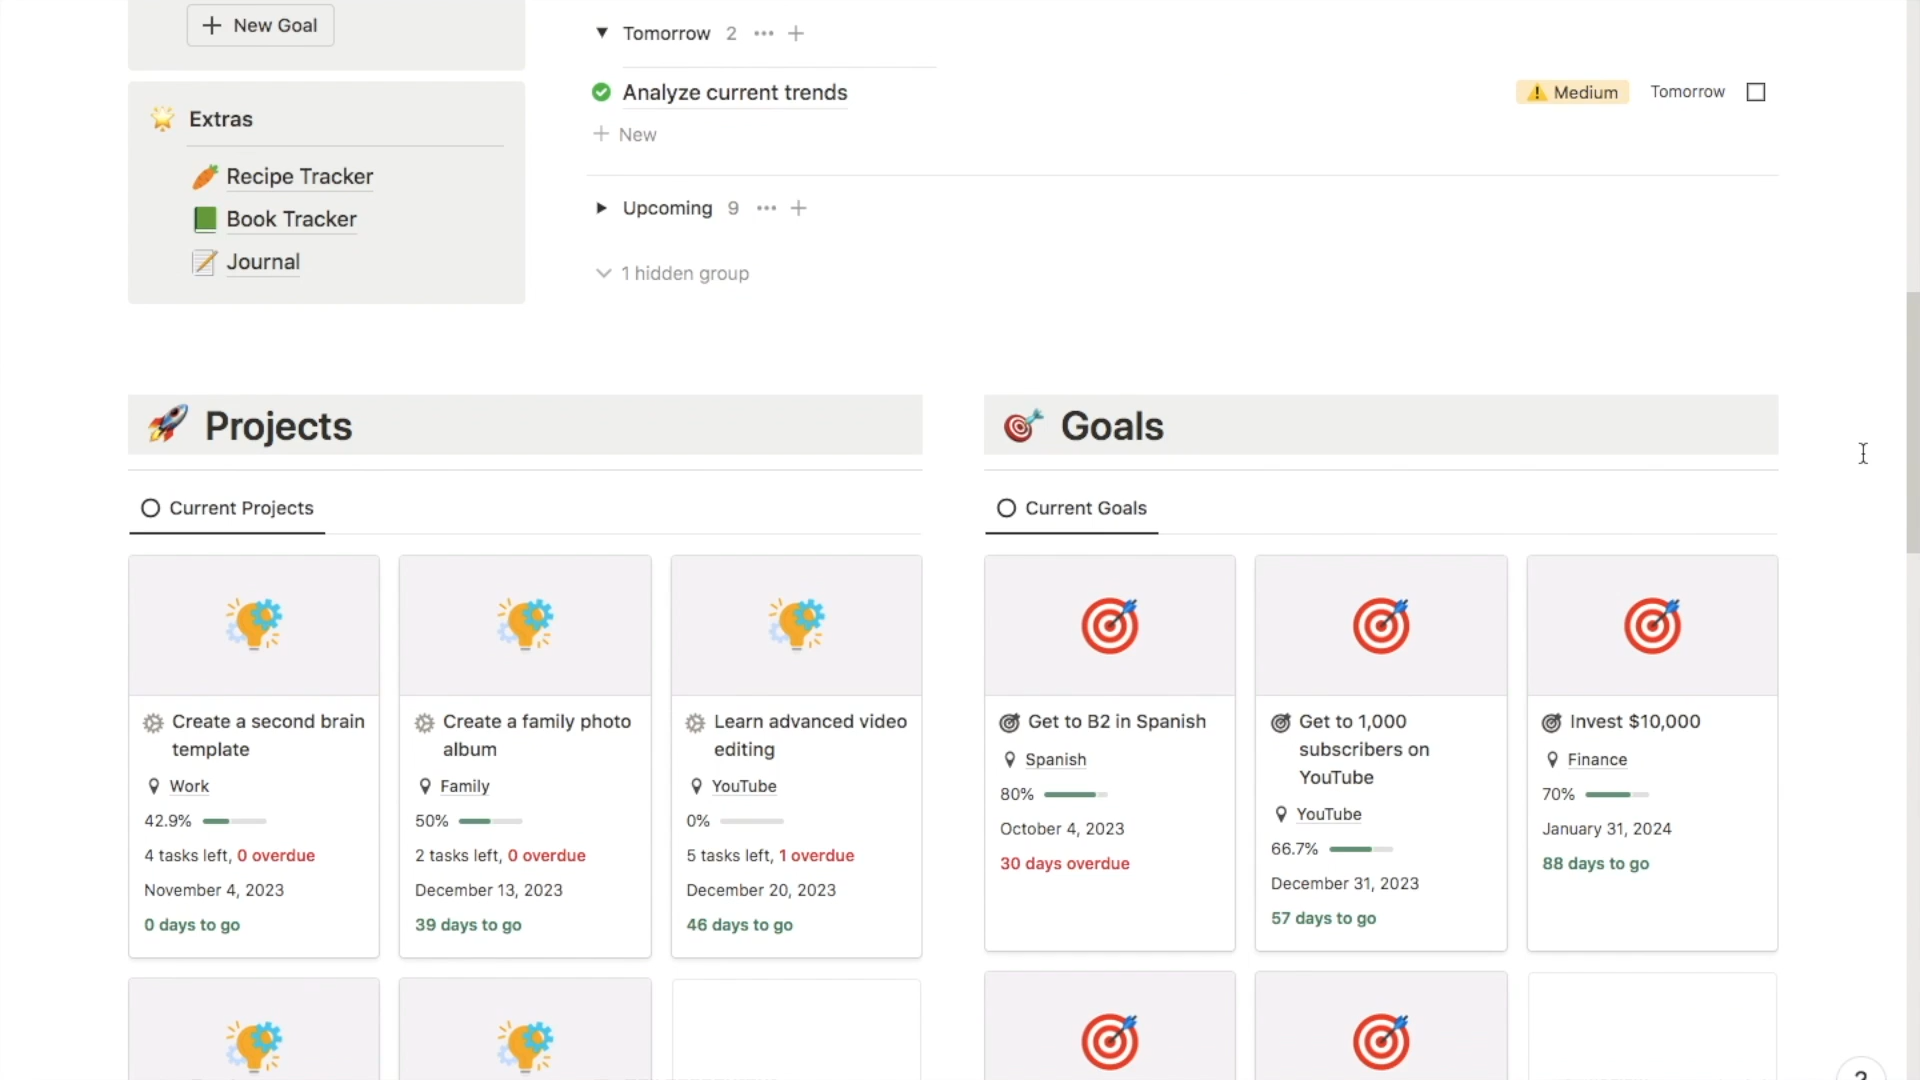 New Goal
Extras
Recipe Tracker
Book Tracker
Journal
Tomorrow 2
Analyze current trends
Medium
Tomorrow
New
Upcoming 9
1 hidden group
Projects
Current Projects
Create a second brain
template
Work
42.9%
4 tasks left, 0 overdue
November 4, 2023
0 days to go
Create a family photo
album
Family
50%
2 tasks left, 0 overdue
December 13, 2023
39 days to go
Learn advanced video
editing
YouTube
0%
5 tasks left, 1 overdue
December 20, 2023
46 days to go
Goals
Current Goals
Get to B2 in Spanish
Spanish
80%
October 4, 2023
30 days overdue
Get to 1,000
subscribers on
YouTube
YouTube
66.7%
December 31, 2023
57 days to go
Invest $10,000
Finance
70%
January 31, 2024
88 days to go